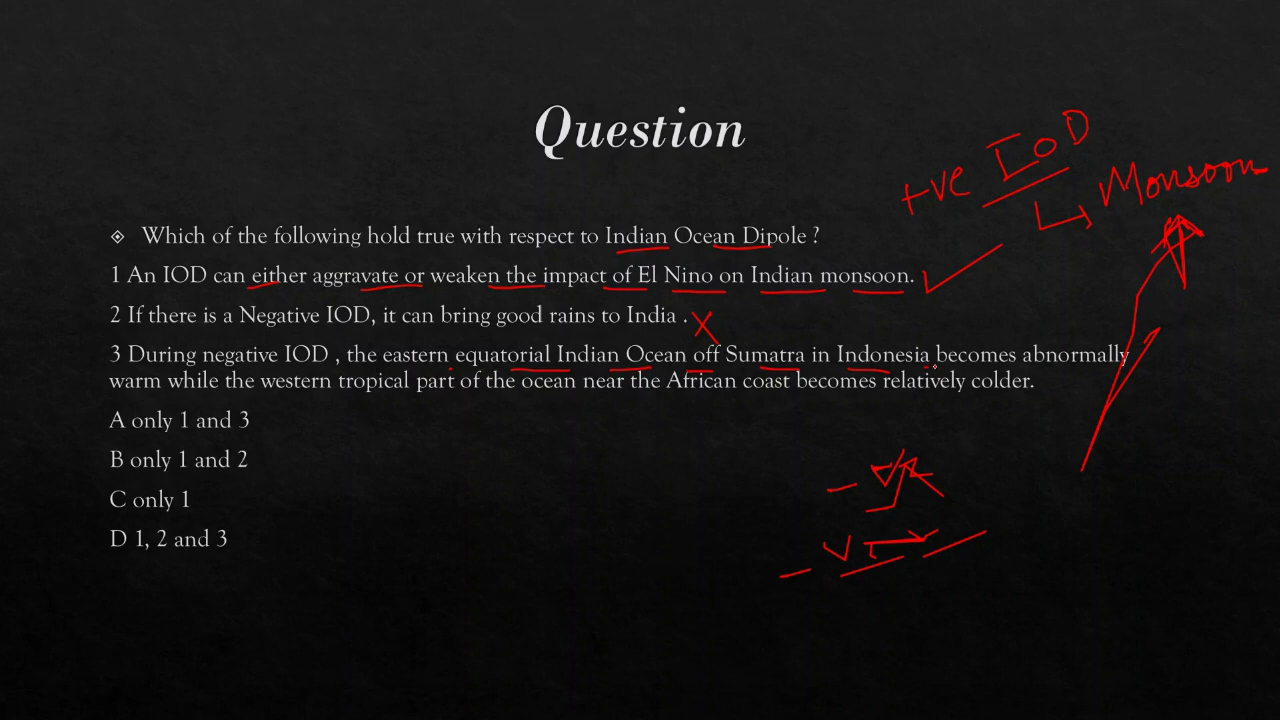 Question
+ve IOD
Monsoon
Which of the following hold true with respect to Indian Ocean Dipole ?
1 An IOD can either aggravate or weaken the impact of El Nino on Indian monsoon.
2 If there is a Negative IOD, it can bring good rains to India .
3 During negative IOD , the eastern equatorial Indian Ocean off Sumatra in Indonesia becomes abnormally
warm while the western tropical part of the ocean near the African coast becomes relatively colder.
A only 1 and 3
B only 1 and 2
C only 1
D 1, 2 and 3